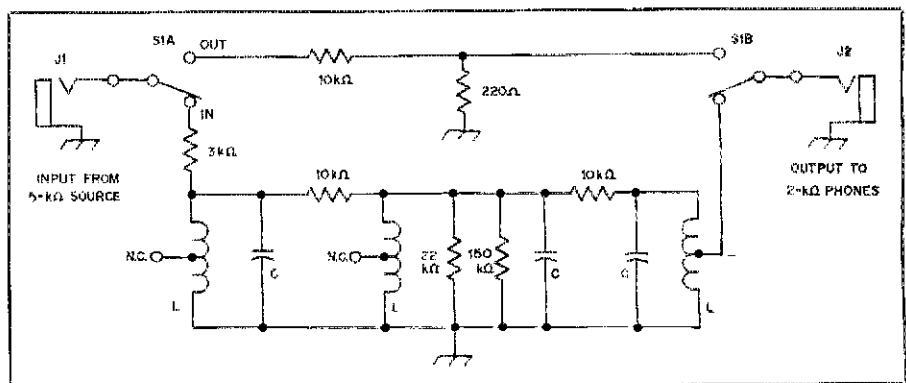 S1A
OUT
S1B
J1
10kΩ
J2
220Ω
IN
3kΩ
INPUT FROM
5-kΩ SOURCE
10kΩ
10kΩ
OUTPUT TO
2-kΩ PHONES
N.C.
C
N.C.
22
kΩ
150
kΩ
C
C
L
L
L